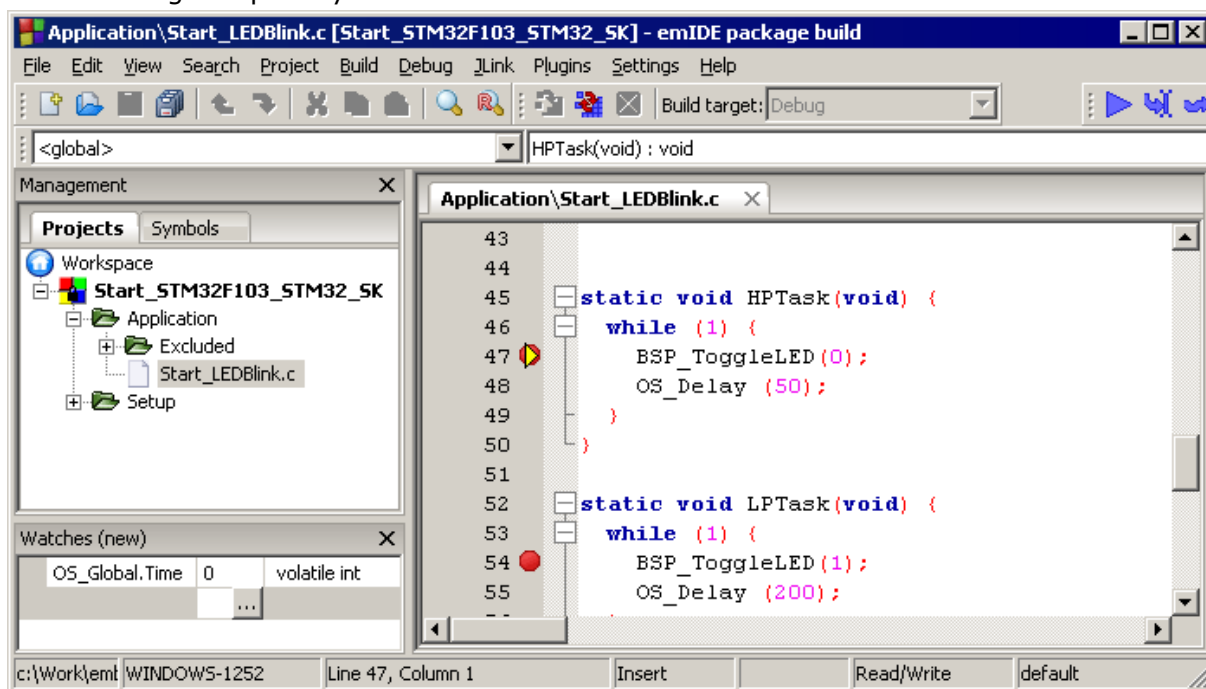 Application\Start_LEDBlink.c [Start_STM32F103_STM32_SK] - emIDE package build
File Edit View Search Project Build Debug JLink Plugins Settings Help
Build target: Debug
<global> HPTask(void) : void
Management
Application\Start_LEDBlink.c
Projects Symbols
Workspace
Start_STM32F103_STM32_SK
Application
Excluded
Start_LEDBlink.c
Setup
43
44
45 static void HPTask(void) {
46 while (1) {
47 BSP_ToggleLED(0);
48 OS_Delay (50);
49 }
50 }
51
52 static void LPTask(void) {
53 while (1) {
54 BSP_ToggleLED(1);
55 OS_Delay (200);
Watches (new)
OS_Global.Time 0 volatile int
...
c:\Work\emb WINDOWS-1252 Line 47, Column 1 Insert Read/Write default